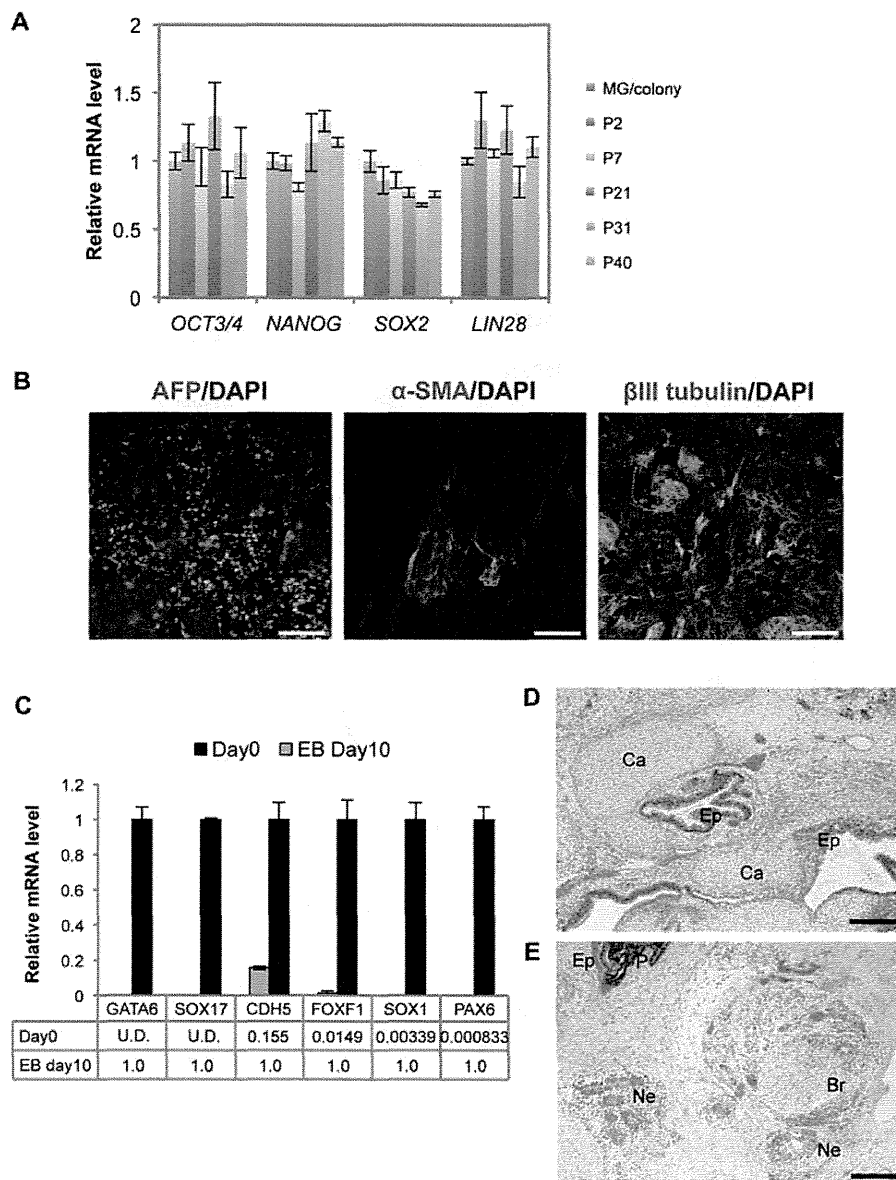 A
Relative mRNA level
2
1.5
1
0.5
0
OCT3/4 NANOG SOX2 LIN28
MG/colony
P2
P7
P21
P31
P40
B
AFP/DAPI
α-SMA/DAPI
βIII tubulin/DAPI
C
Day0 EB Day10
Relative mRNA level
1.2
1
0.8
0.6
0.4
0.2
0
GATA6 SOX17 CDH5 FOXF1 SOX1 PAX6
Day0 U.D. U.D. 0.155 0.0149 0.00339 0.000833
EB day10 1.0 1.0 1.0 1.0 1.0 1.0
D
Ca
Ep
Ep
Ca
E
Ep
Ne
Br
Ne